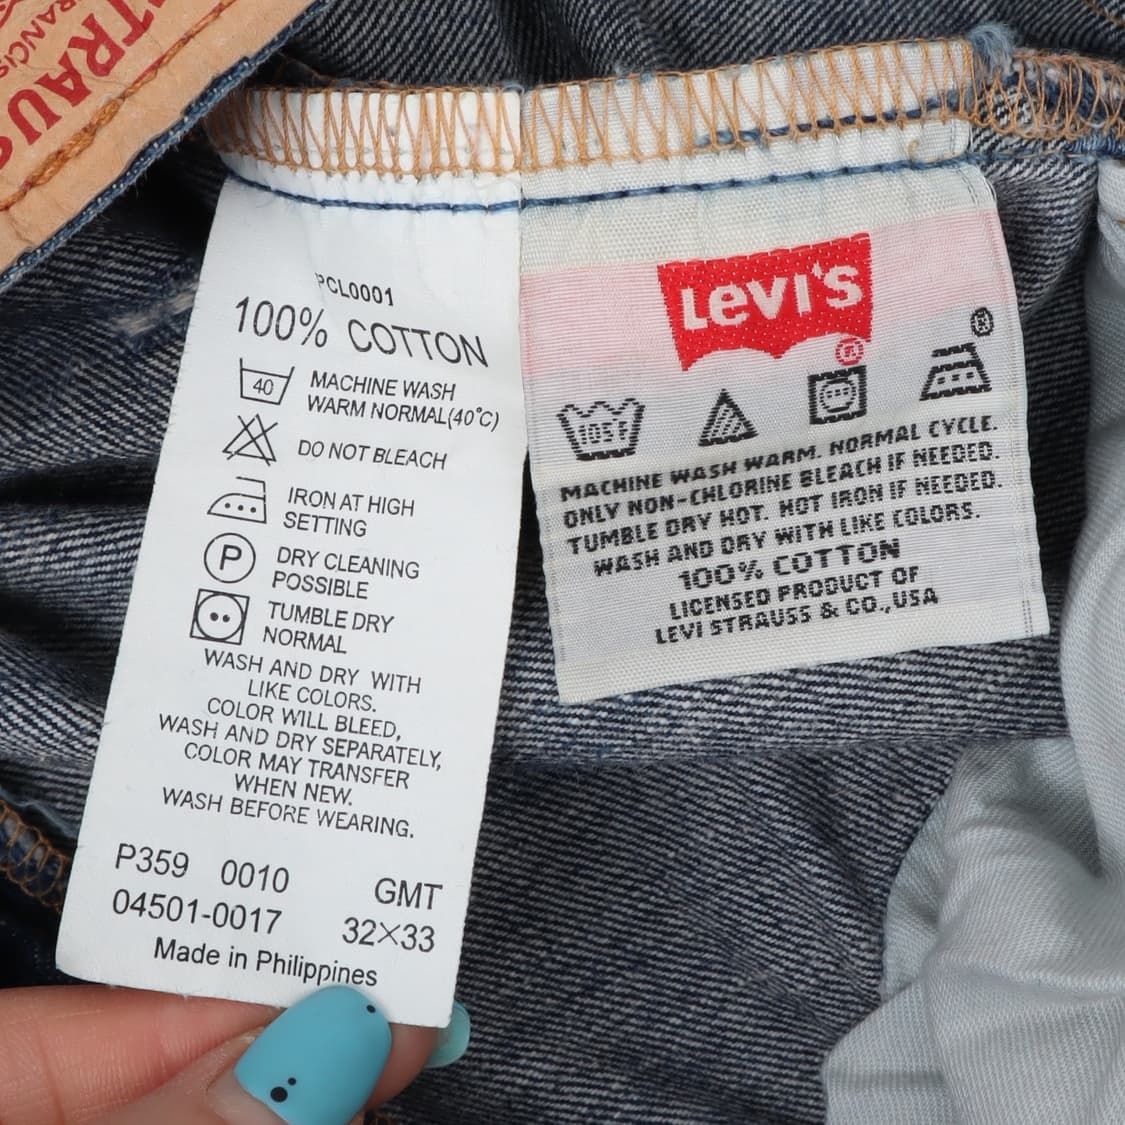 TRAUS
RANCIS
PCL0001
100% COTTON
40
MACHINE WASH
WARM NORMAL(40°C)
DO NOT BLEACH
IRON AT HIGH
SETTING
P
DRY CLEANING
POSSIBLE
TUMBLE DRY
NORMAL
WASH AND DRY WITH
LIKE COLORS.
COLOR WILL BLEED,
WASH AND DRY SEPARATELY,
COLOR MAY TRANSFER
WHEN NEW.
WASH BEFORE WEARING.
P359 0010
GMT
04501-0017
32×33
Made in Philippines
LEVI'S
®
®
105°F
MACHINE WASH WARM. NORMAL CYCLE.
ONLY NON-CHLORINE BLEACH IF NEEDED.
TUMBLE DRY HOT. HOT IRON IF NEEDED.
WASH AND DRY WITH LIKE COLORS.
100% COTTON
LICENSED PRODUCT OF
LEVI STRAUSS & CO.,USA